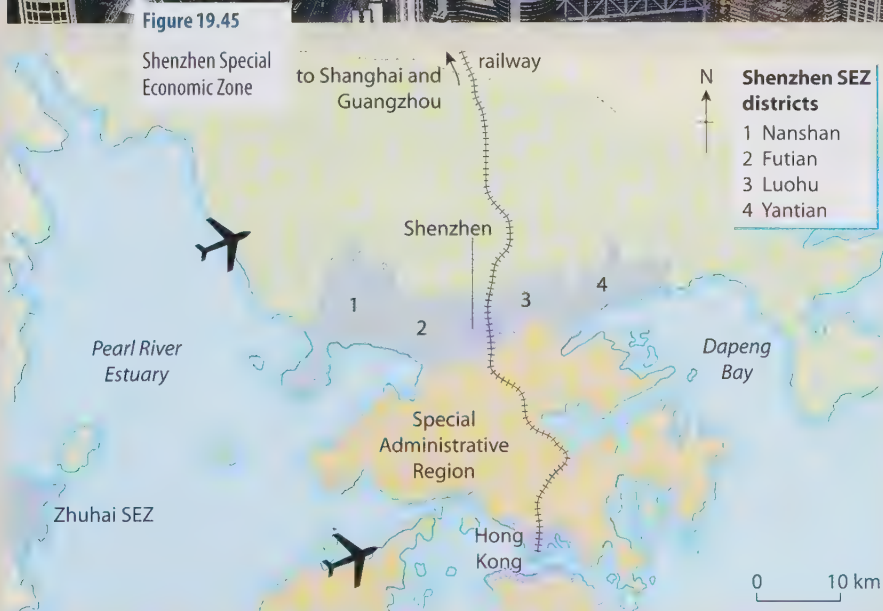 Figure 19.45
Shenzhen Special
Economic Zone
to Shanghai and
Guangzhou
railway
N
Shenzhen SEZ
districts
1 Nanshan
2 Futian
3 Luohu
4 Yantian
Shenzhen
1
2
3
4
Pearl River
Estuary
Dapeng
Bay
Special
Administrative
Region
Zhuhai SEZ
Hong
Kong
0 10 km